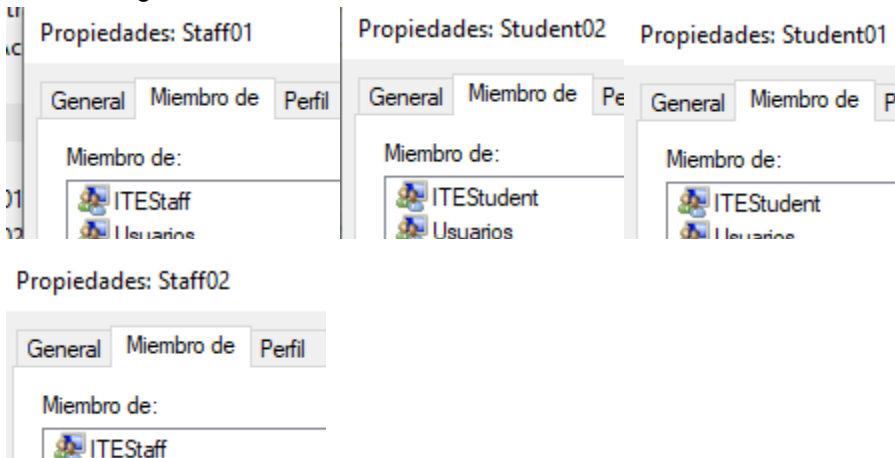 Propiedades: Staff01
General Miembro de Perfil
Miembro de:
ITEStaff
Usuarios
Propiedades: Student02
General Miembro de
Miembro de:
ITEStudent
Usuarios
Propiedades: Student01
General Miembro de
Miembro de:
ITEStudent
Usuarios
Propiedades: Staff02
General Miembro de Perfil
Miembro de:
ITEStaff